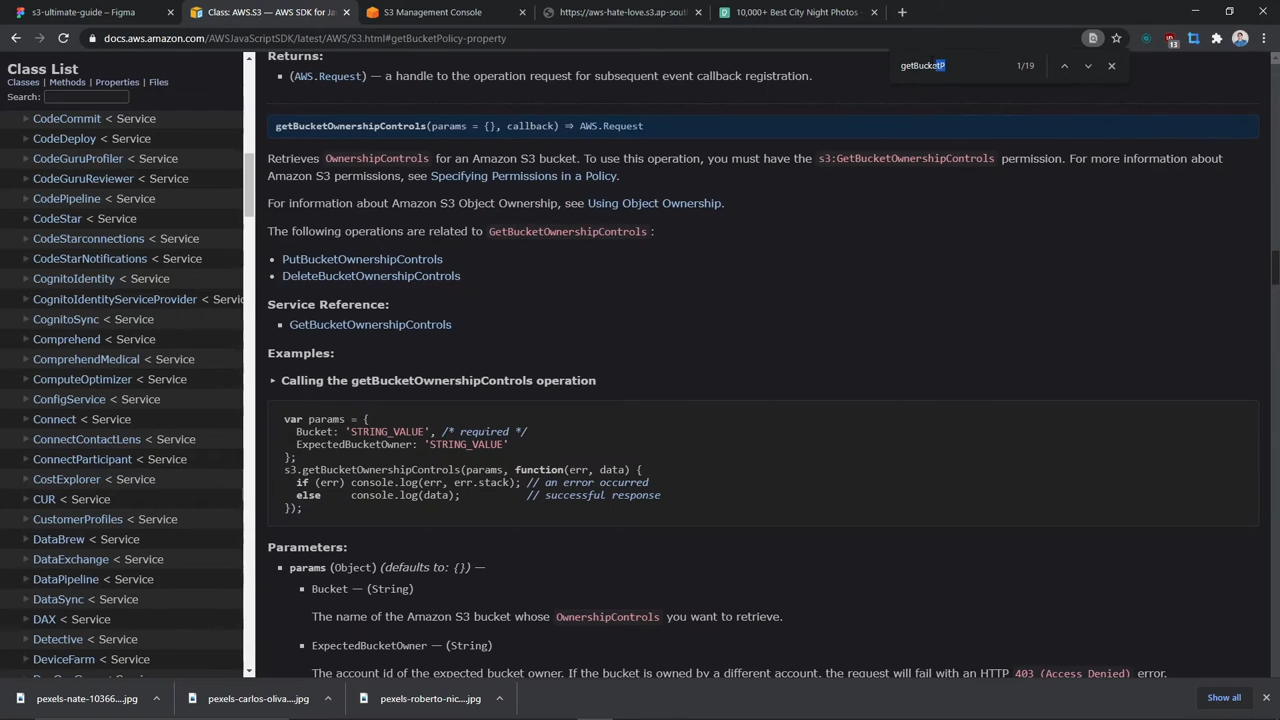 s3-ultimate-guide – Figma
Class: AWS.S3 — AWS SDK for Ja
S3 Management Console
https://aws-hate-love.s3.ap-sout
10,000+ Best City Night Photos ·
docs.aws.amazon.com/AWSJavaScriptSDK/latest/AWS/S3.html#getBucketPolicy-property
13
getBucketP
1/19
Class List
Classes | Methods | Properties | Files
Search:
CodeCommit < Service
CodeDeploy < Service
CodeGuruProfiler < Service
CodeGuruReviewer < Service
CodePipeline < Service
CodeStar < Service
CodeStarconnections < Service
CodeStarNotifications < Service
CognitoIdentity < Service
CognitoIdentityServiceProvider < Servic
CognitoSync < Service
Comprehend < Service
ComprehendMedical < Service
ComputeOptimizer < Service
ConfigService < Service
Connect < Service
ConnectContactLens < Service
ConnectParticipant < Service
CostExplorer < Service
CUR < Service
CustomerProfiles < Service
DataBrew < Service
DataExchange < Service
DataPipeline < Service
DataSync < Service
DAX < Service
Detective < Service
DeviceFarm < Service
Returns:
(AWS.Request) — a handle to the operation request for subsequent event callback registration.
getBucketOwnershipControls(params = {}, callback) ⇒ AWS.Request
Retrieves OwnershipControls for an Amazon S3 bucket. To use this operation, you must have the s3:GetBucketOwnershipControls permission. For more information about
Amazon S3 permissions, see Specifying Permissions in a Policy.
For information about Amazon S3 Object Ownership, see Using Object Ownership.
The following operations are related to GetBucketOwnershipControls:
PutBucketOwnershipControls
DeleteBucketOwnershipControls
Service Reference:
GetBucketOwnershipControls
Examples:
Calling the getBucketOwnershipControls operation
var params = {
Bucket: 'STRING_VALUE', /* required */
ExpectedBucketOwner: 'STRING_VALUE'
};
s3.getBucketOwnershipControls(params, function(err, data) {
if (err) console.log(err, err.stack); // an error occurred
else console.log(data); // successful response
});
Parameters:
params (Object) (defaults to: {}) —
Bucket — (String)
The name of the Amazon S3 bucket whose OwnershipControls you want to retrieve.
ExpectedBucketOwner — (String)
The account id of the expected bucket owner. If the bucket is owned by a different account, the request will fail with an HTTP 403 (Access Denied) error.
pexels-nate-10366....jpg
pexels-carlos-oliva....jpg
pexels-roberto-nic....jpg
Show all